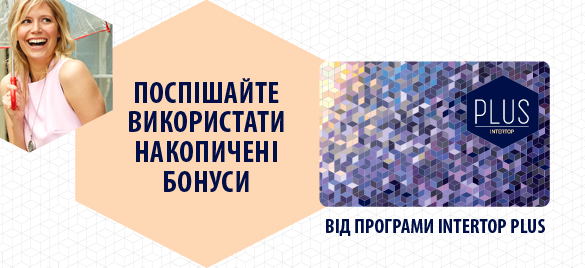 ПОСПІШАЙТЕ
ВИКОРИСТАТИ
НАКОПИЧЕНІ
БОНУСИ
PLUS
INTERTOP
ВІД ПРОГРАМИ INTERTOP PLUS